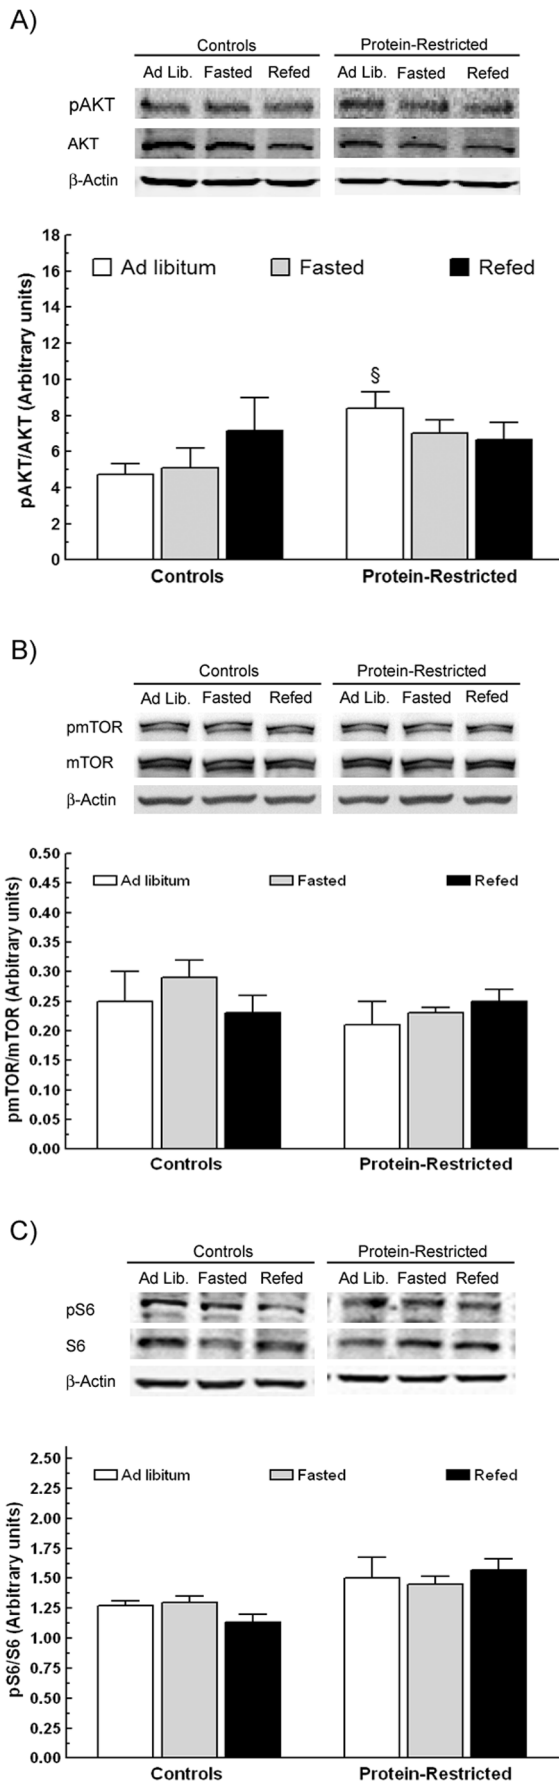 A)
Controls Protein-Restricted
Ad Lib. Fasted Refed Ad Lib. Fasted Refed
pAKT
AKT
β-Actin
18
16
14
12
10
8
6
4
2
0
pAKT/AKT (Arbitrary units)
Ad libitum Fasted Refed
§
Controls Protein-Restricted
B)
Controls Protein-Restricted
Ad Lib. Fasted Refed Ad Lib. Fasted Refed
pmTOR
mTOR
β-Actin
0.50
0.45
0.40
0.35
0.30
0.25
0.20
0.15
0.10
0.05
0.00
pmTOR/mTOR (Arbitrary units)
Ad libitum Fasted Refed
Controls Protein-Restricted
C)
Controls Protein-Restricted
Ad Lib. Fasted Refed Ad Lib. Fasted Refed
pS6
S6
β-Actin
2.50
2.25
2.00
1.75
1.50
1.25
1.00
0.75
0.50
0.25
0.00
pS6/S6 (Arbitrary units)
Ad libitum Fasted Refed
Controls Protein-Restricted